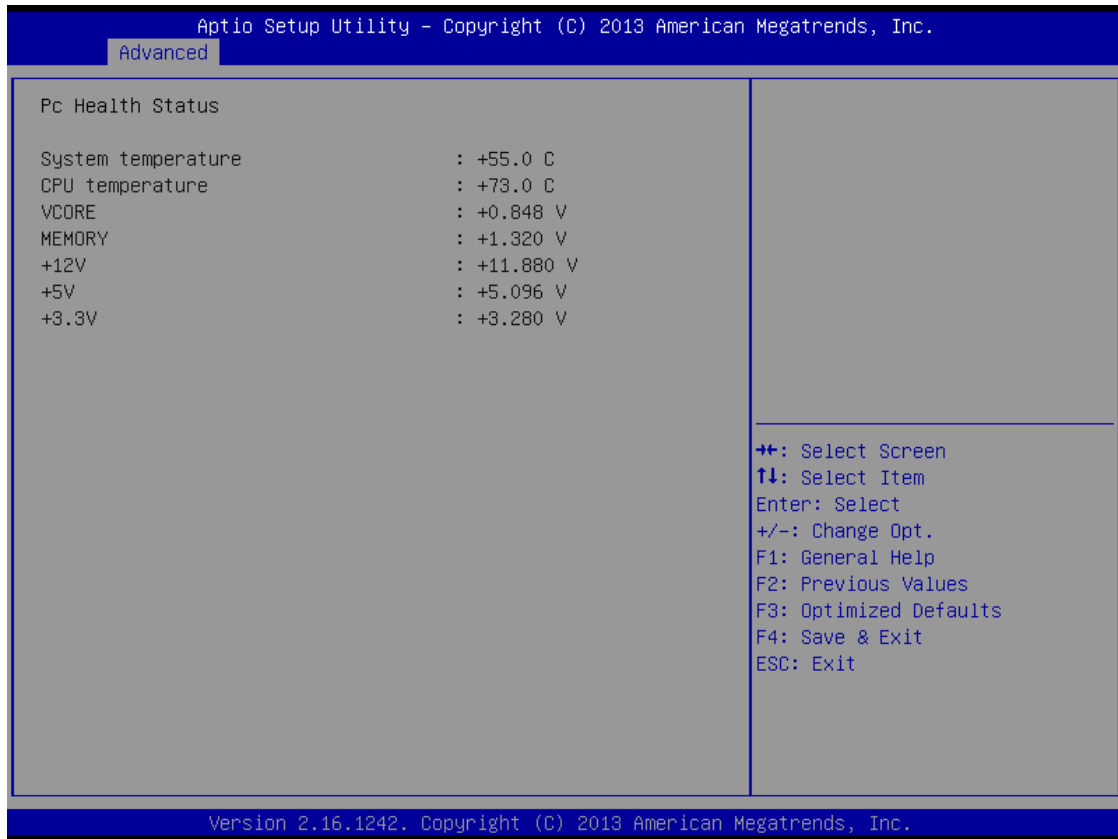 Aptio Setup Utility – Copyright (C) 2013 American Megatrends, Inc.
Advanced
Pc Health Status
System temperature : +55.0 C
CPU temperature : +73.0 C
VCORE : +0.848 V
MEMORY : +1.320 V
+12V : +11.880 V
+5V : +5.096 V
+3.3V : +3.280 V
→←: Select Screen
↑↓: Select Item
Enter: Select
+/-: Change Opt.
F1: General Help
F2: Previous Values
F3: Optimized Defaults
F4: Save & Exit
ESC: Exit
Version 2.16.1242. Copyright (C) 2013 American Megatrends, Inc.